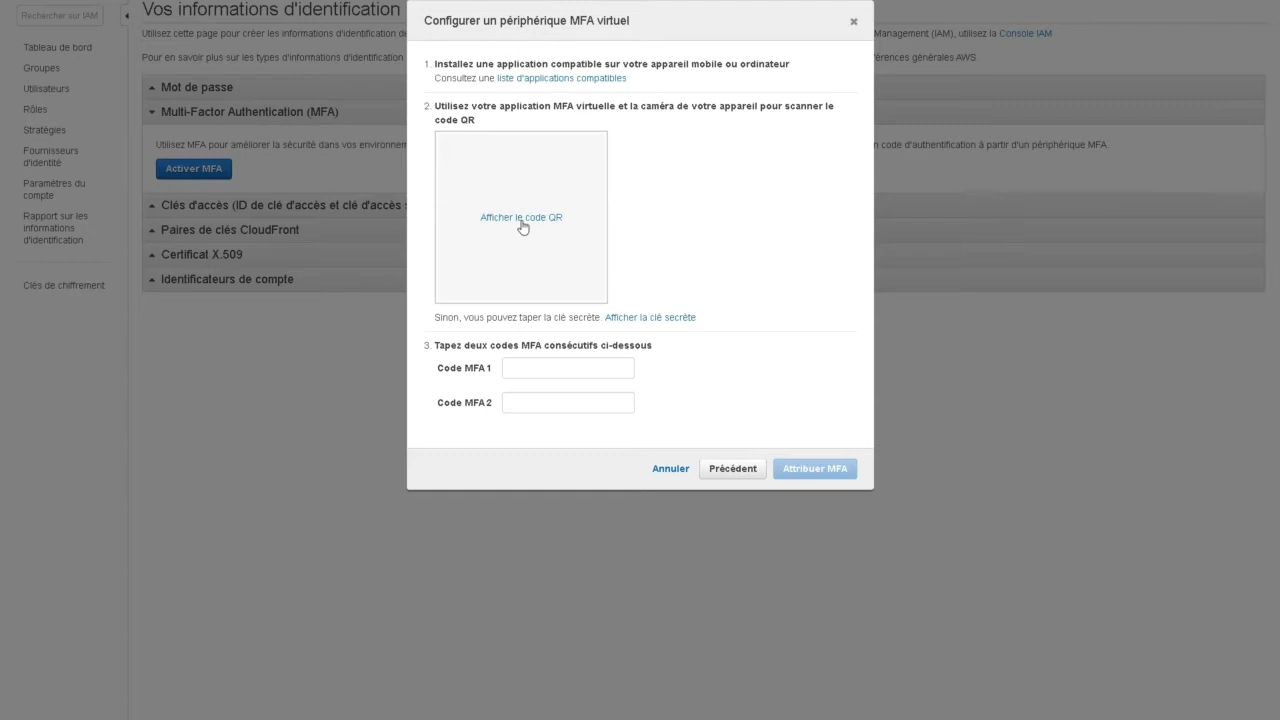 Rechercher sur IAM
Tableau de bord
Groupes
Utilisateurs
Rôles
Stratégies
Fournisseurs
d'identité
Paramètres du
compte
Rapport sur les
informations
d'identification
Clés de chiffrement
Vos informations d'identification
Utilisez cette page pour créer les informations d'identification
Management (IAM), utilisez la Console IAM
Pour en savoir plus sur les types d'informations d'identification
générales AWS
Mot de passe
Multi-Factor Authentication (MFA)
Utilisez MFA pour améliorer la sécurité dans vos
code d'authentification à partir d'un périphérique MFA.
Activer MFA
Clés d'accès (ID de clé d'accès et clé d'accès
Paires de clés CloudFront
Certificat X.509
Identificateurs de compte
Configurer un périphérique MFA virtuel
1. Installez une application compatible sur votre appareil mobile ou ordinateur
Consultez une liste d'applications compatibles
2. Utilisez votre application MFA virtuelle et la caméra de votre appareil pour scanner le
code QR
Afficher le code QR
Sinon, vous pouvez taper la clé secrète. Afficher la clé secrète
3. Tapez deux codes MFA consécutifs ci-dessous
Code MFA 1
Code MFA 2
Annuler
Précédent
Attribuer MFA